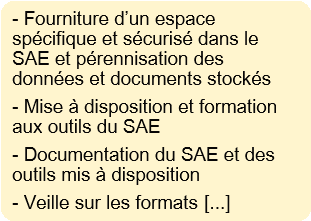 - Fourniture d’un espace
spécifique et sécurisé dans le
SAE et pérennisation des
données et documents stockés
- Mise à disposition et formation
aux outils du SAE
- Documentation du SAE et des
outils mis à disposition
- Veille sur les formats [...]